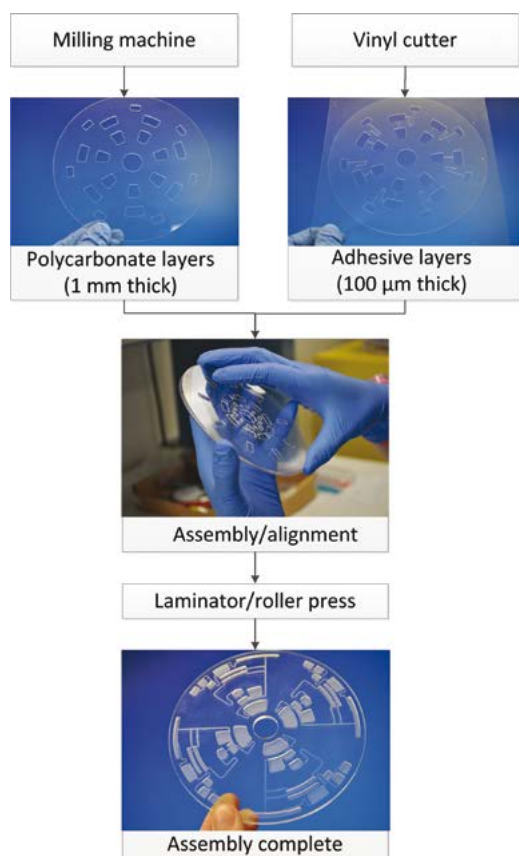 Milling machine
Vinyl cutter
Polycarbonate layers
(1 mm thick)
Adhesive layers
(100 µm thick)
Assembly/alignment
Laminator/roller press
Assembly complete